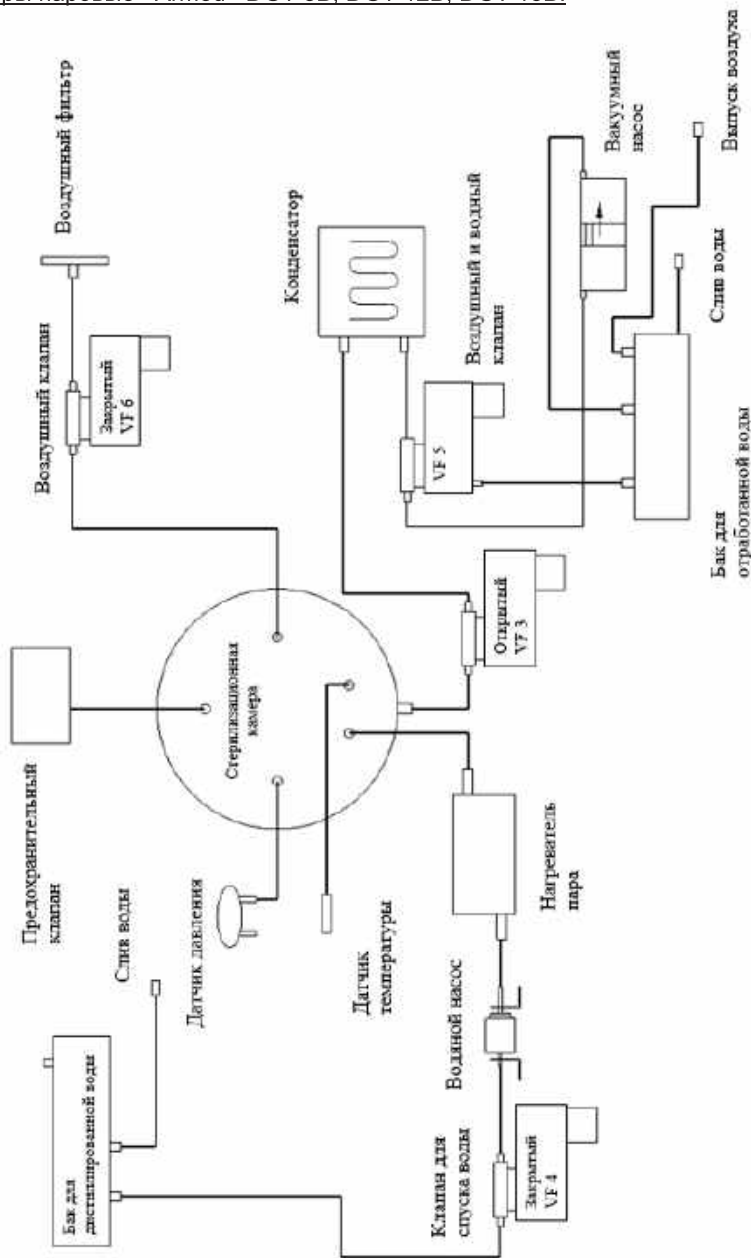 Воздушный фильтр
Воздушный клапан
Закрытый
VF 6
Предохранительный
клапан
Стерилизационная
камера
Конденсатор
Воздушный и водный
клапан
VF 5
Вакуумный
насос
Выпуск воздуха
Слив воды
Бак для
отработанной воды
Открытый
VF 3
Датчик давления
Датчик
температуры
Нагреватель
пара
Водяной насос
Клапан для
спуска воды
Закрытый
VF 4
Слив воды
Бак для
дистиллированной воды